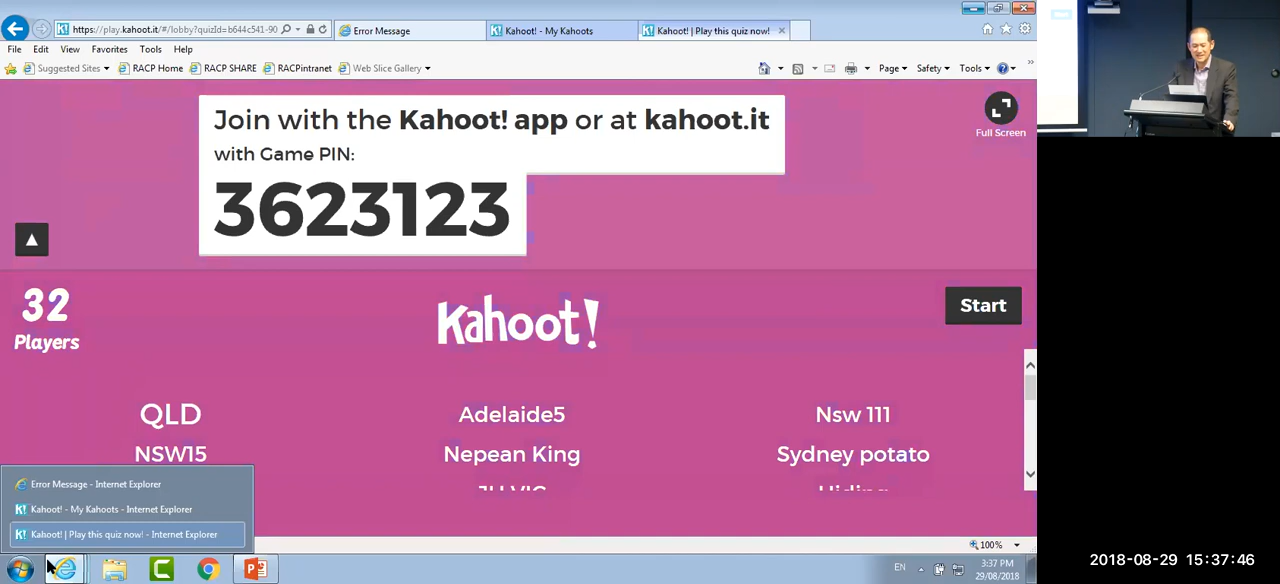 https://play.kahoot.it/#/lobby?quizId=b644c541-90
Error Message
Kahoot! - My Kahoots
Kahoot! | Play this quiz now!
File Edit View Favorites Tools Help
Suggested Sites RACP Home RACP SHARE RACPintranet Web Slice Gallery
Page Safety Tools
Join with the Kahoot! app or at kahoot.it
with Game PIN:
3623123
Full Screen
32
Players
Kahoot!
Start
QLD Adelaide5 Nsw 111
NSW15 Nepean King Sydney potato
Error Message - Internet Explorer
Kahoot! - My Kahoots - Internet Explorer
Kahoot! | Play this quiz now! - Internet Explorer
100%
EN
3:37 PM
29/08/2018
2018-08-29 15:37:46